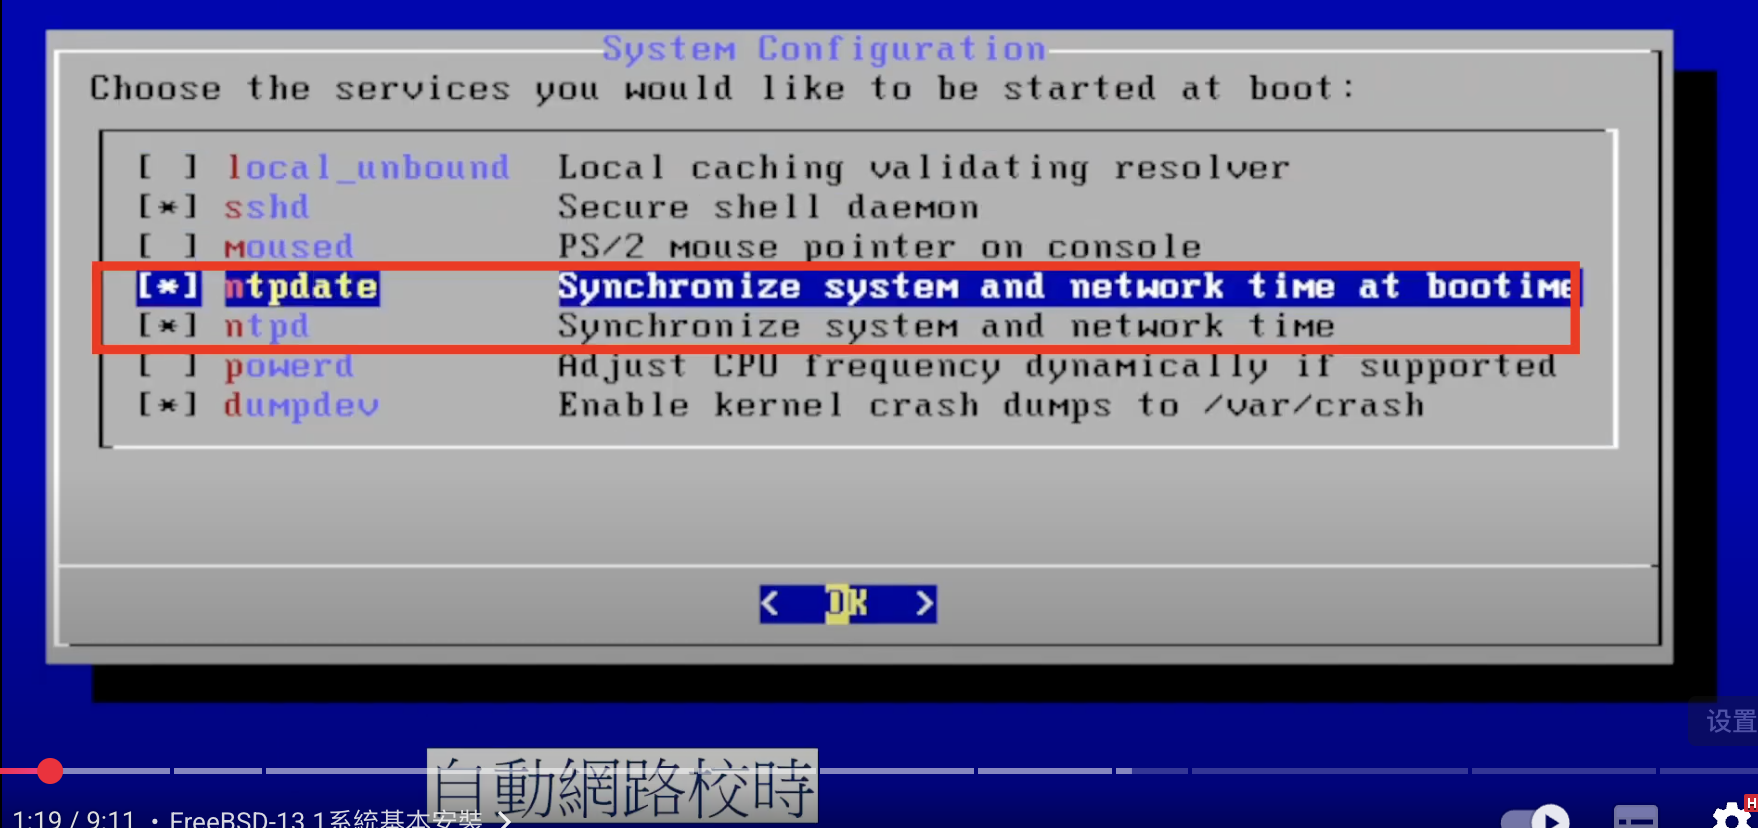 System Configuration
Choose the services you would like to be started at boot:
[ ] local_unbound Local caching validating resolver
[*] sshd Secure shell daemon
[ ] moused PS/2 mouse pointer on console
[*] ntpdate Synchronize system and network time at bootime
[*] ntpd Synchronize system and network time
[ ] powerd Adjust CPU frequency dynamically if supported
[*] dumpdev Enable kernel crash dumps to /var/crash
< OK >
设置
自動網路校時
1:19 / 9:11 • FreeBSD-13.1系統基本安裝 >
H